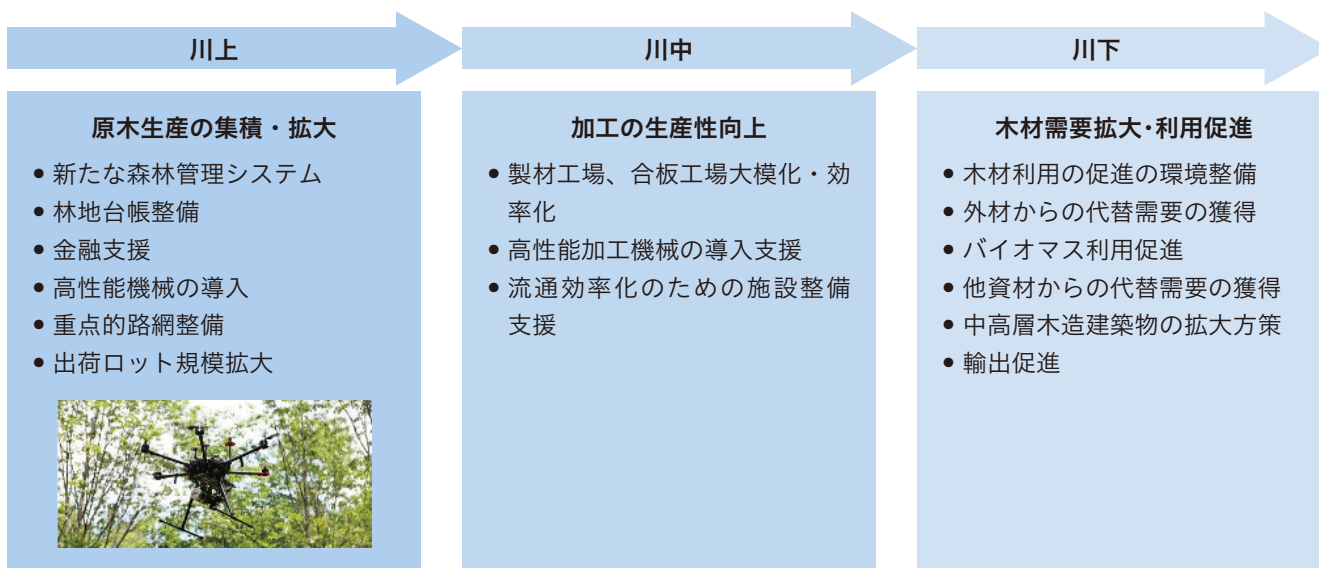 川上
原木生産の集積・拡大
● 新たな森林管理システム
● 林地台帳整備
● 金融支援
● 高性能機械の導入
● 重点的路網整備
● 出荷ロット規模拡大
川中
加工の生産性向上
● 製材工場、合板工場大模化・効
率化
● 高性能加工機械の導入支援
● 流通効率化のための施設整備
支援
川下
木材需要拡大・利用促進
● 木材利用の促進の環境整備
● 外材からの代替需要の獲得
● バイオマス利用促進
● 他資材からの代替需要の獲得
● 中高層木造建築物の拡大方策
● 輸出促進